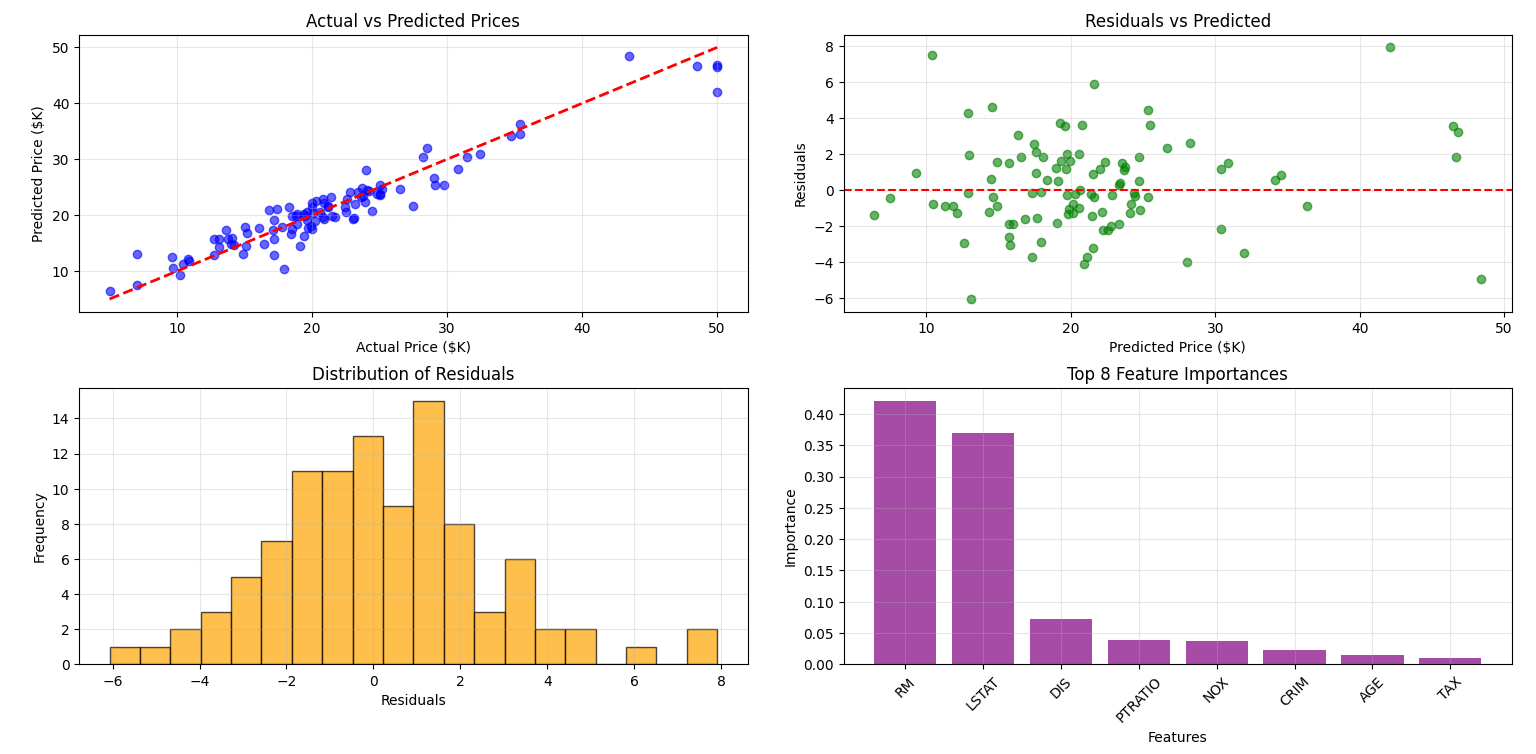 Actual vs Predicted Prices
50
40
30
20
10
Predicted Price ($K)
10 20 30 40 50
Actual Price ($K)
Residuals vs Predicted
8
6
4
2
0
−2
−4
−6
Residuals
10 20 30 40 50
Predicted Price ($K)
Distribution of Residuals
14
12
10
8
6
4
2
0
Frequency
−6 −4 −2 0 2 4 6 8
Residuals
Top 8 Feature Importances
0.40
0.35
0.30
0.25
0.20
0.15
0.10
0.05
0.00
Importance
RM LSTAT DIS PTRATIO NOX CRIM AGE TAX
Features